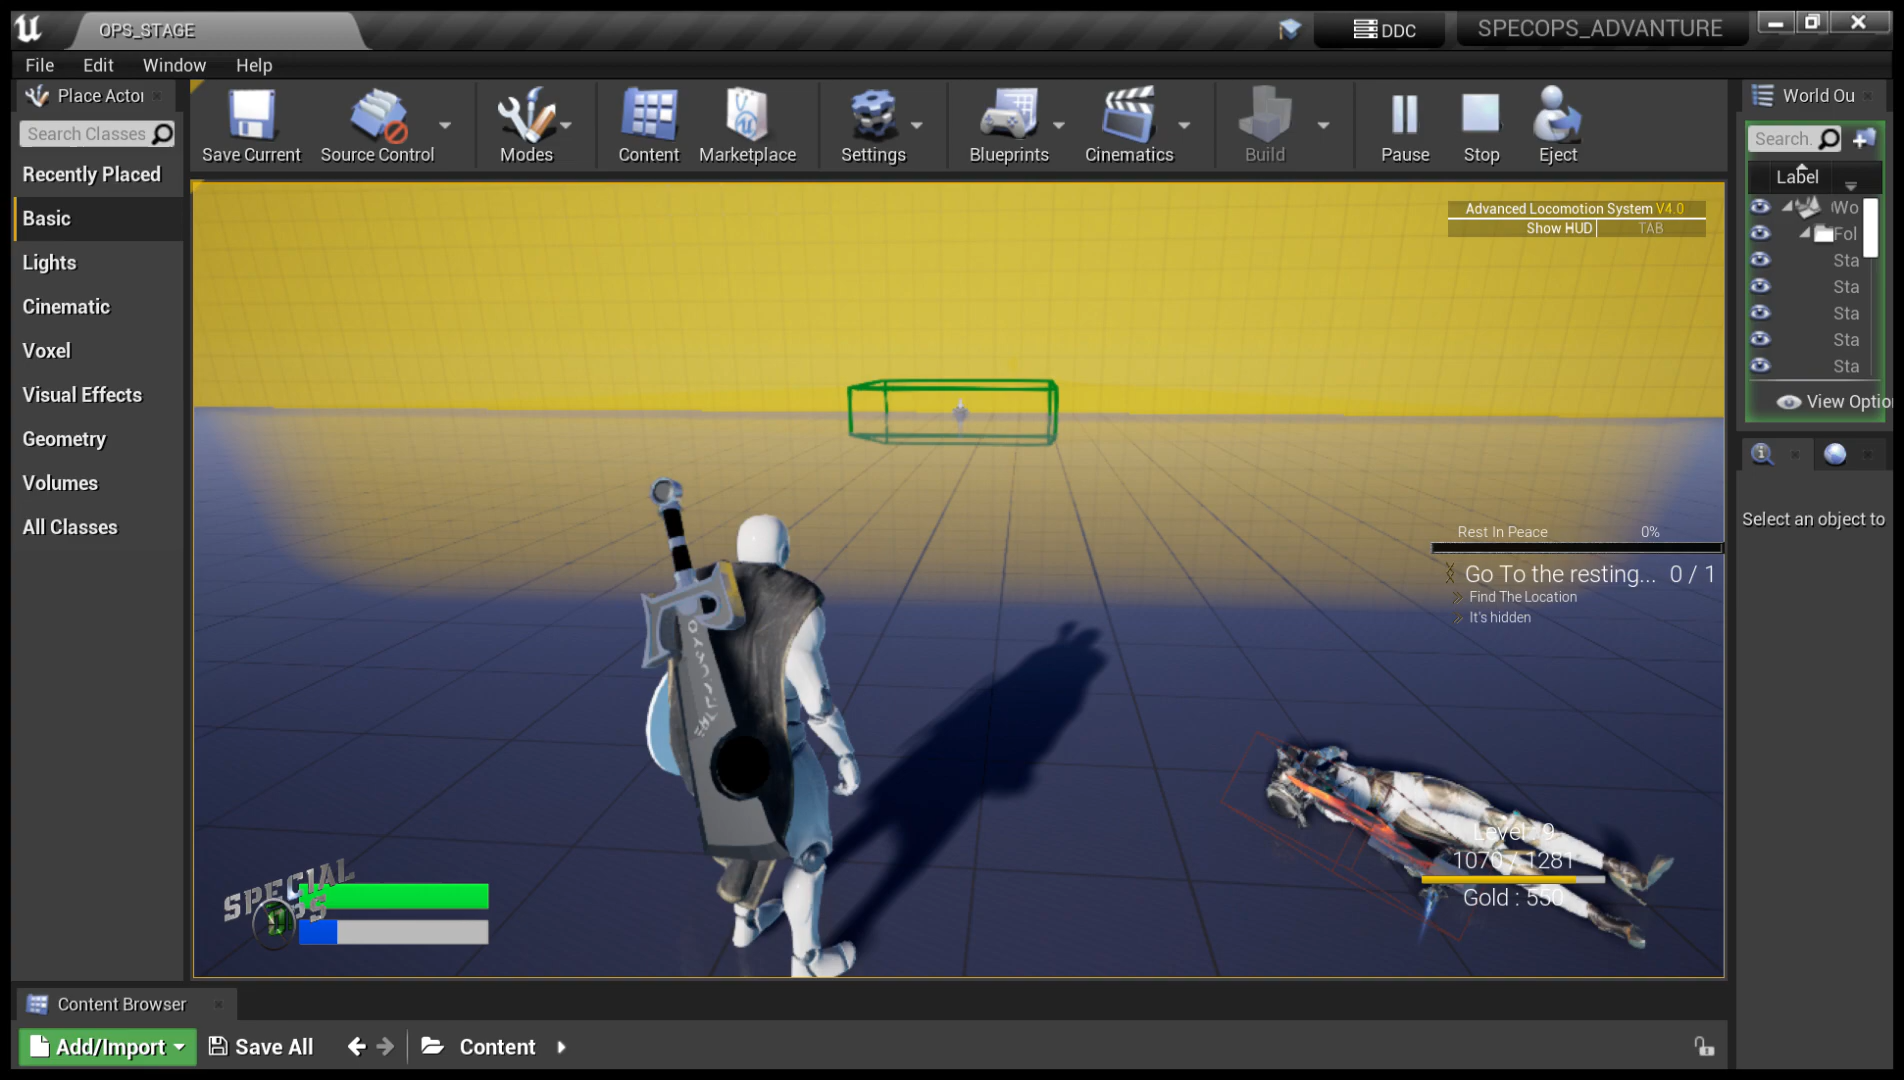 OPS_STAGE
DDC
SPECOPS_ADVANTURE
File Edit Window Help
Place Actor
Search Classes
Recently Placed
Basic
Lights
Cinematic
Voxel
Visual Effects
Geometry
Volumes
All Classes
Save Current
Source Control
Modes
Content
Marketplace
Settings
Blueprints
Cinematics
Build
Pause
Stop
Eject
Advanced Locomotion System V4.0
Show HUD TAB
Rest In Peace 0%
Go To the resting... 0 / 1
Find The Location
It's hidden
Level : 9
1070 / 1281
Gold : 550
SPECIAL
OPS
World Ou
Search.
Label
Wo
Fol
Sta
Sta
Sta
Sta
Sta
View Optio
Select an object to
Content Browser
Add/Import
Save All
Content